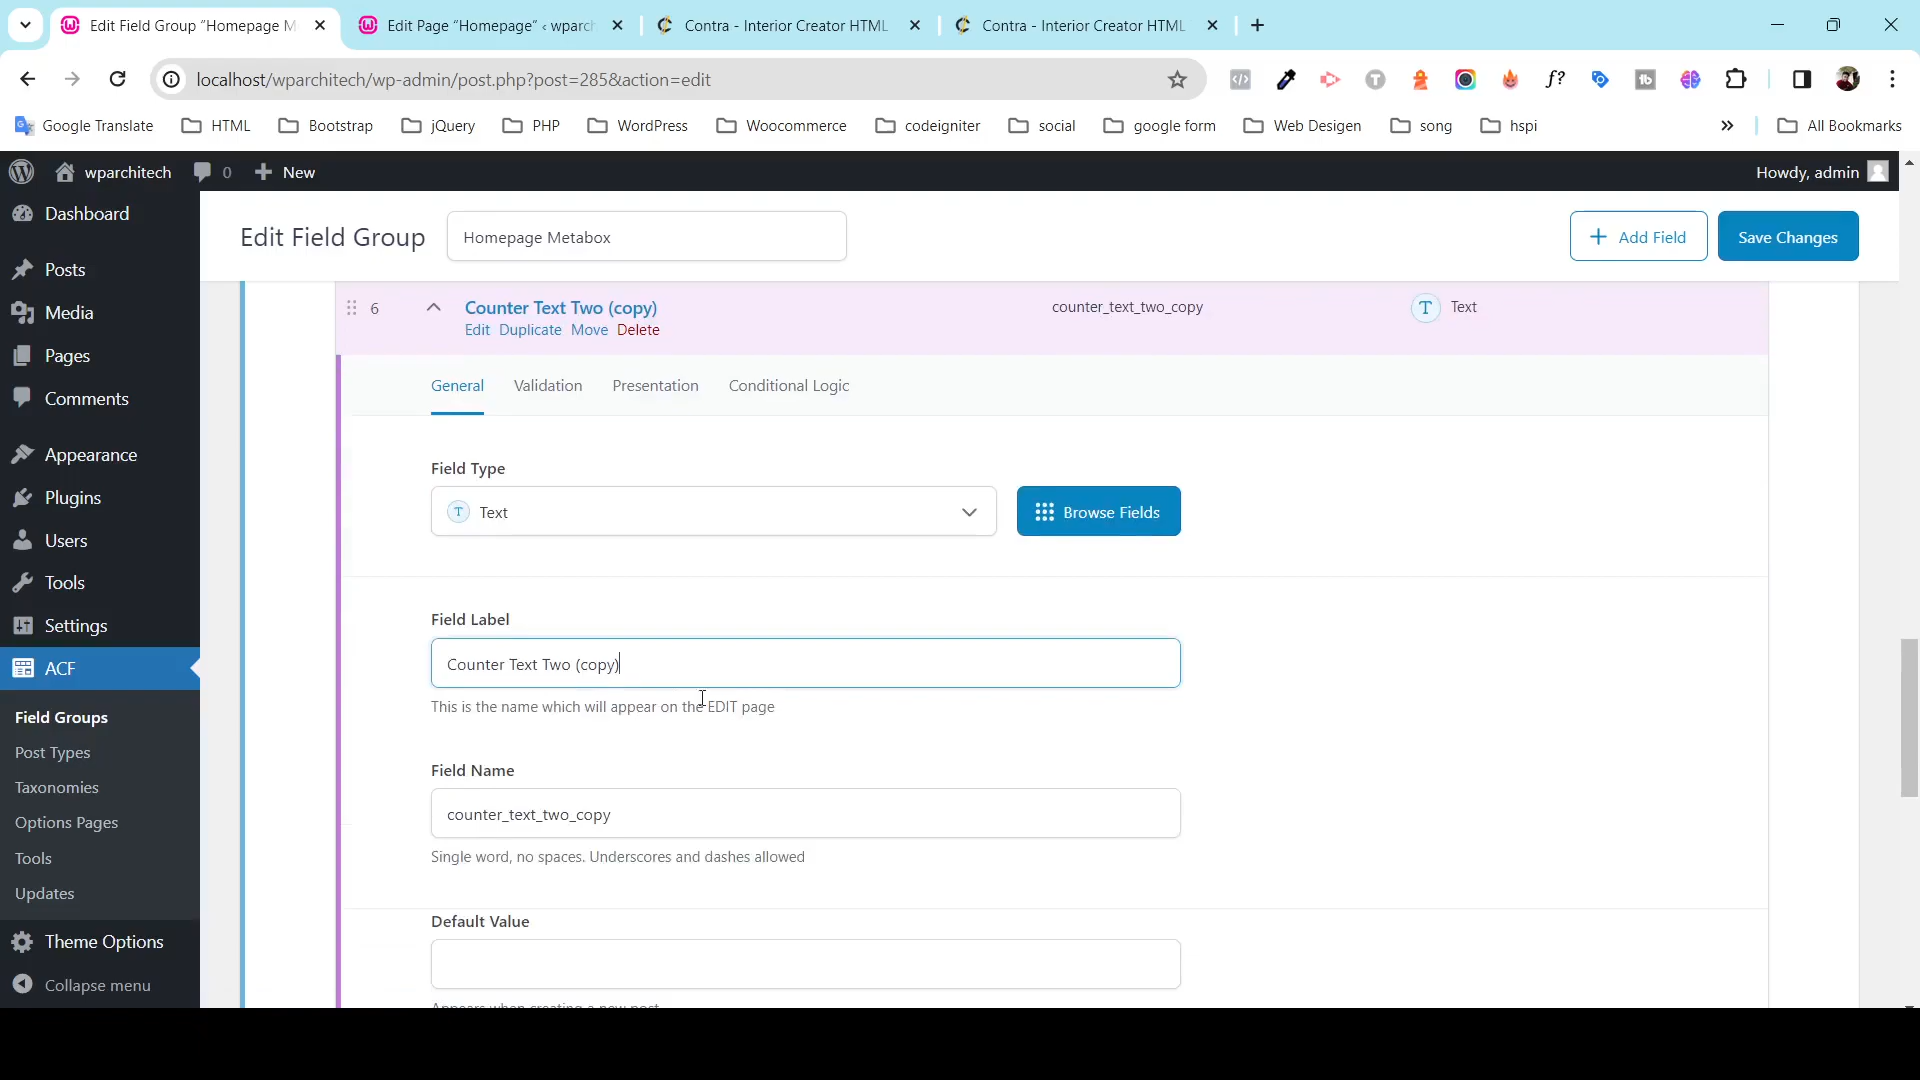 Edit Field Group “Homepage M
Edit Page “Homepage” ‹ wparch
Contra - Interior Creator HTML
Contra - Interior Creator HTML
localhost/wparchitech/wp-admin/post.php?post=285&action=edit
Google Translate
HTML
Bootstrap
jQuery
PHP
WordPress
Woocommerce
codeigniter
social
google form
Web Desigen
song
hspi
All Bookmarks
wparchitech
0
New
Howdy, admin
Dashboard
Posts
Media
Pages
Comments
Appearance
Plugins
Users
Tools
Settings
ACF
Field Groups
Post Types
Taxonomies
Options Pages
Tools
Updates
Theme Options
Collapse menu
Edit Field Group
Homepage Metabox
Add Field
Save Changes
6
Counter Text Two (copy)
counter_text_two_copy
T Text
Edit Duplicate Move Delete
General Validation Presentation Conditional Logic
Field Type
T Text
Browse Fields
Field Label
Counter Text Two (copy)
This is the name which will appear on the EDIT page
Field Name
counter_text_two_copy
Single word, no spaces. Underscores and dashes allowed
Default Value
Appears when creating a new post